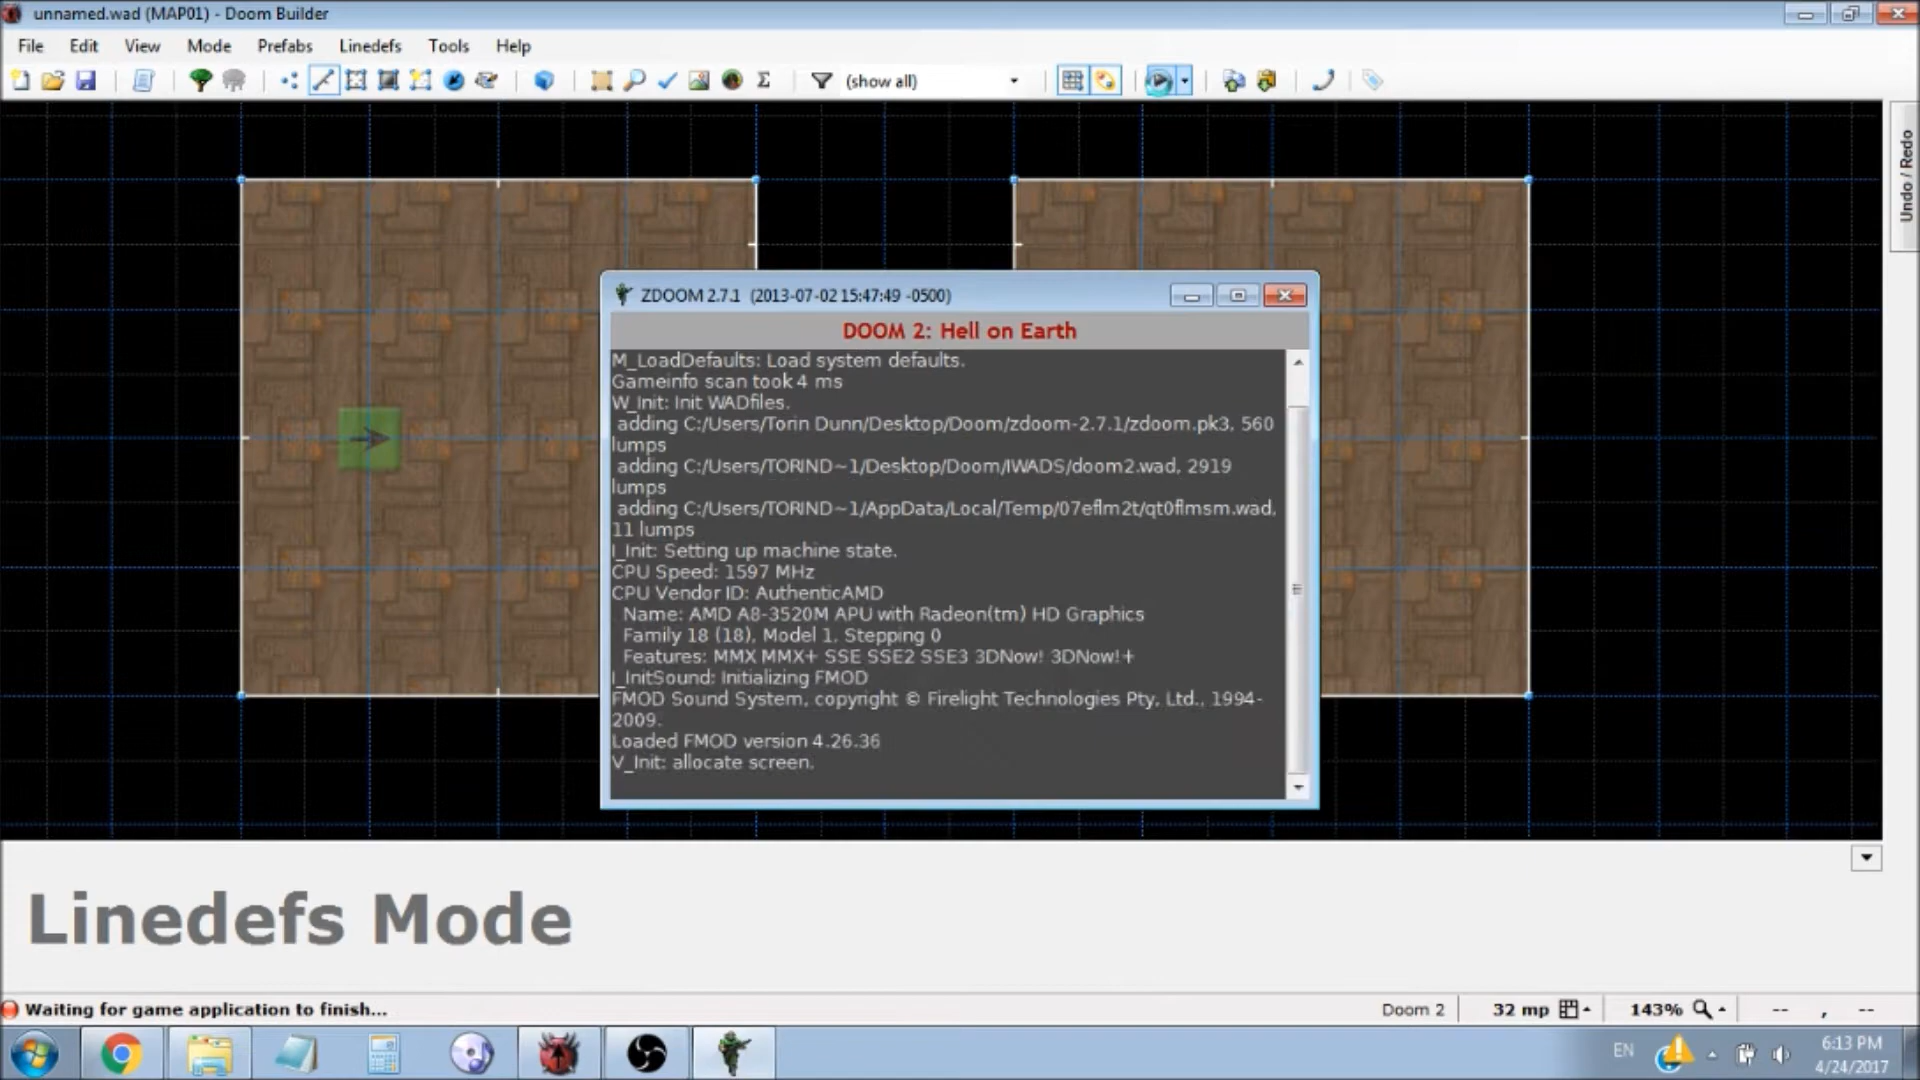 unnamed.wad (MAP01) - Doom Builder
File Edit View Mode Prefabs Linedefs Tools Help
(show all)
Undo / Redo
ZDOOM 2.7.1 (2013-07-02 15:47:49 -0500)
DOOM 2: Hell on Earth
M_LoadDefaults: Load system defaults.
Gameinfo scan took 4 ms
W_Init: Init WADfiles.
adding C:/Users/Torin Dunn/Desktop/Doom/zdoom-2.7.1/zdoom.pk3, 560
lumps
adding C:/Users/TORIND~1/Desktop/Doom/IWADS/doom2.wad, 2919
lumps
adding C:/Users/TORIND~1/AppData/Local/Temp/07eflm2t/qt0flmsm.wad,
11 lumps
I_Init: Setting up machine state.
CPU Speed: 1597 MHz
CPU Vendor ID: AuthenticAMD
Name: AMD A8-3520M APU with Radeon(tm) HD Graphics
Family 18 (18), Model 1, Stepping 0
Features: MMX MMX+ SSE SSE2 SSE3 3DNow! 3DNow!+
I_InitSound: Initializing FMOD
FMOD Sound System, copyright © Firelight Technologies Pty, Ltd., 1994-
2009.
Loaded FMOD version 4.26.36
V_Init: allocate screen.
Linedefs Mode
Waiting for game application to finish...
Doom 2
32 mp
143%
-- , --
EN
6:13 PM
4/24/2017